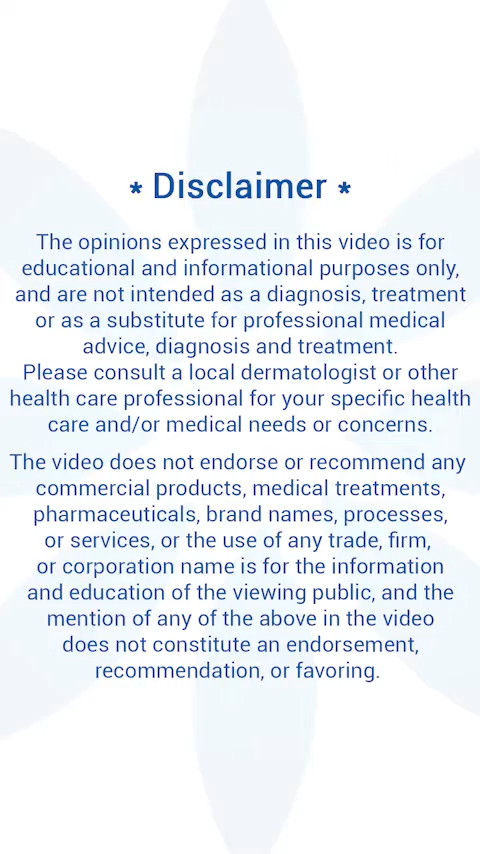 * Disclaimer *
The opinions expressed in this video is for
educational and informational purposes only,
and are not intended as a diagnosis, treatment
or as a substitute for professional medical
advice, diagnosis and treatment.
Please consult a local dermatologist or other
health care professional for your specific health
care and/or medical needs or concerns.
The video does not endorse or recommend any
commercial products, medical treatments,
pharmaceuticals, brand names, processes,
or services, or the use of any trade, firm,
or corporation name is for the information
and education of the viewing public, and the
mention of any of the above in the video
does not constitute an endorsement,
recommendation, or favoring.